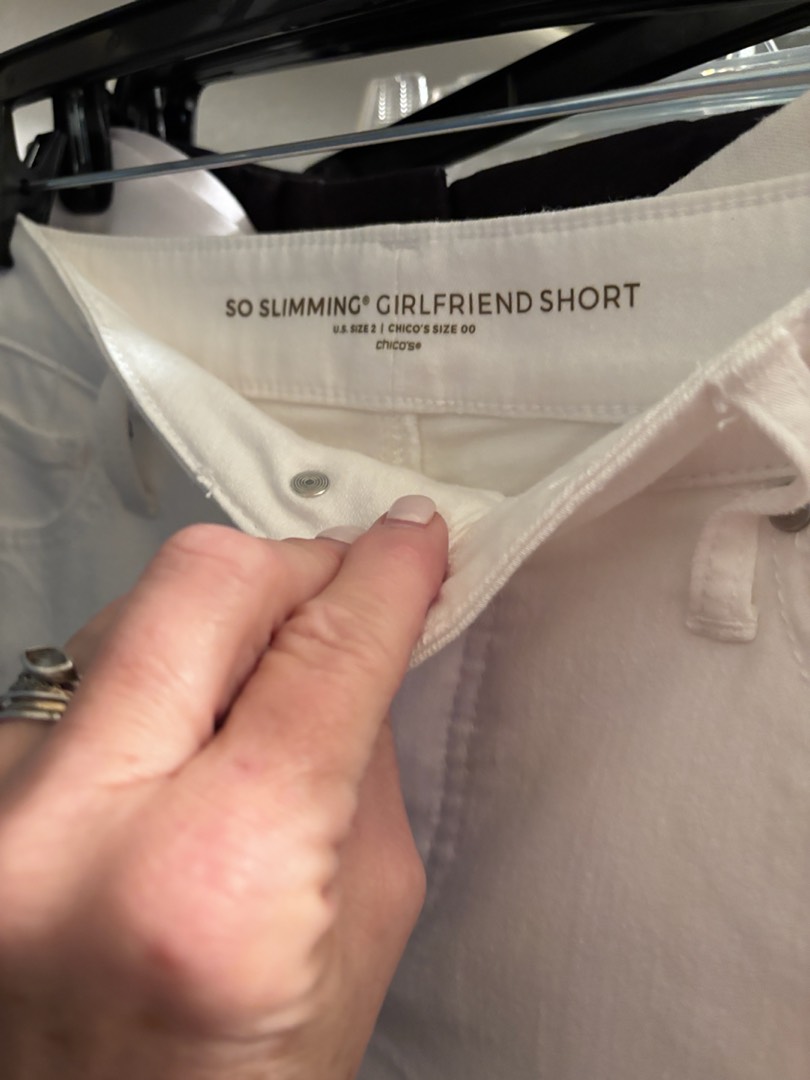 SO SLIMMING® GIRLFRIEND SHORT
U.S. SIZE 2 | CHICO'S SIZE 00
chico's®